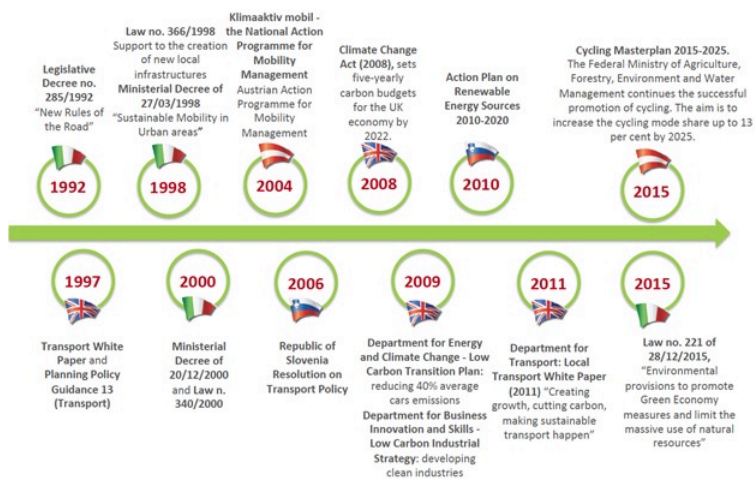 Legislative
Decree no.
285/1992
“New Rules of
the Road”
1992
Law no. 366/1998
Support to the creation
of new local
infrastructures
Ministerial Decree of
27/03/1998
“Sustainable Mobility in
Urban areas”
1998
Klimaaktiv mobil -
the National Action
Programme for
Mobility
Management
Austrian Action
Programme for
Mobility
Management
2004
Climate Change
Act (2008), sets
five-yearly
carbon budgets
for the UK
economy by
2022.
2008
Action Plan on
Renewable
Energy Sources
2010-2020
2010
Cycling Masterplan 2015-2025.
The Federal Ministry of Agriculture,
Forestry, Environment and Water
Management continues the successful
promotion of cycling. The aim is to
increase the cycling mode share up to 13
per cent by 2025.
2015
1997
Transport White
Paper and
Planning Policy
Guidance 13
(Transport)
2000
Ministerial
Decree of
20/12/2000
and Law n.
340/2000
2006
Republic of
Slovenia
Resolution on
Transport Policy
2009
Department for Energy
and Climate Change - Low
Carbon Transition Plan:
reducing 40% average
cars emissions
Department for Business
Innovation and Skills -
Low Carbon Industrial
Strategy: developing
clean industries
2011
Department for
Transport: Local
Transport White Paper
(2011) “Creating
growth, cutting carbon,
making sustainable
transport happen”
2015
Law no. 221 of
28/12/2015,
“Environmental
provisions to promote
Green Economy
measures and limit the
massive use of natural
resources”